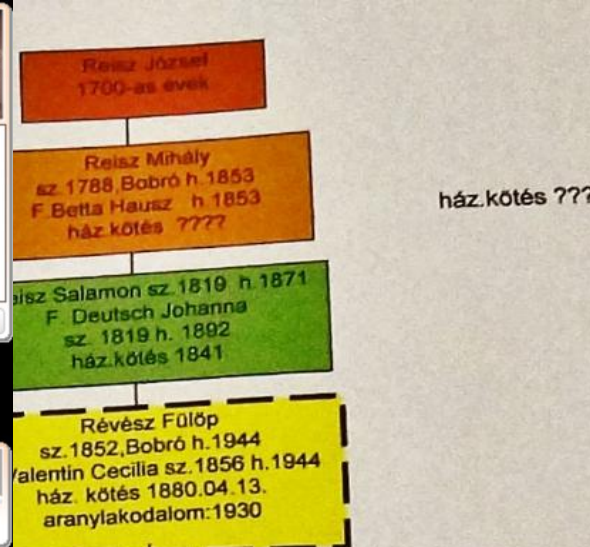 Reisz József
1700-as évek
Reisz Mihály
sz.1788,Bobró h.1853
F.Betta Hausz h.1853
ház.kötés ????
ház.kötés ???
Salamon sz.1819 h.1871
F. Deutsch Johanna
sz. 1819 h. 1892
ház.kötés 1841
Révész Fülöp
sz.1852,Bobró h.1944
Cecilia sz.1856 h.1944
ház. kötés 1880.04.13.
aranylakodalom:1930